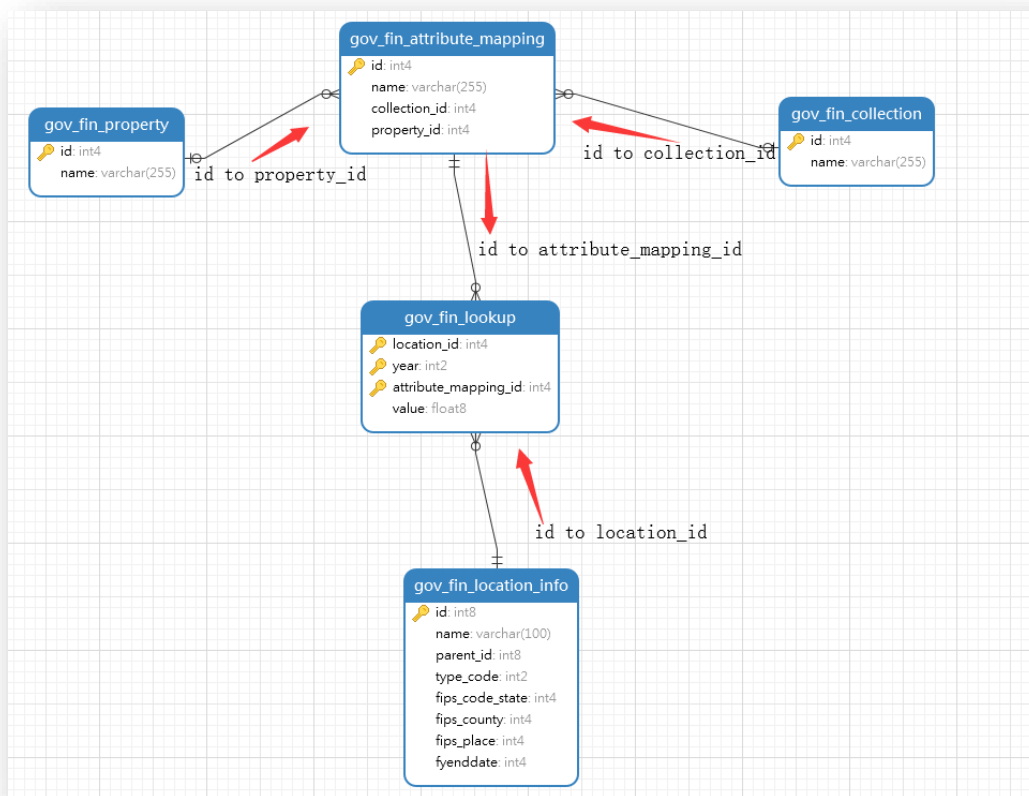 gov_fin_attribute_mapping
id: int4
name: varchar(255)
collection_id: int4
property_id: int4
gov_fin_property
id: int4
name: varchar(255)
gov_fin_collection
id: int4
name: varchar(255)
id to property_id
id to collection_id
id to attribute_mapping_id
gov_fin_lookup
location_id: int4
year: int2
attribute_mapping_id: int4
value: float8
id to location_id
gov_fin_location_info
id: int8
name: varchar(100)
parent_id: int8
type_code: int2
fips_code_state: int4
fips_county: int4
fips_place: int4
fyenddate: int4